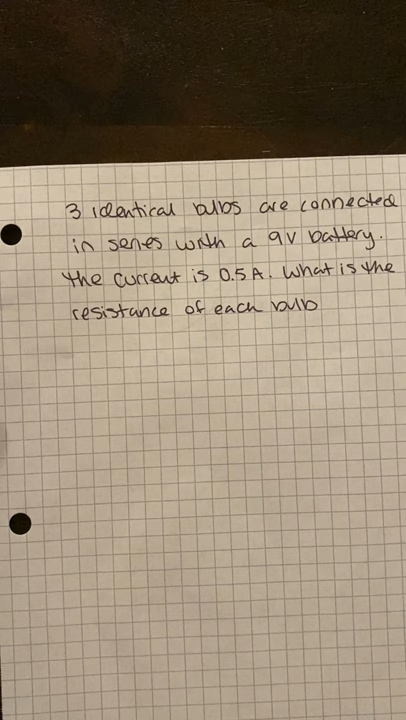 3 identical bulbs are connected
in series with a 9V battery.
the current is 0.5A. What is the
resistance of each bulb